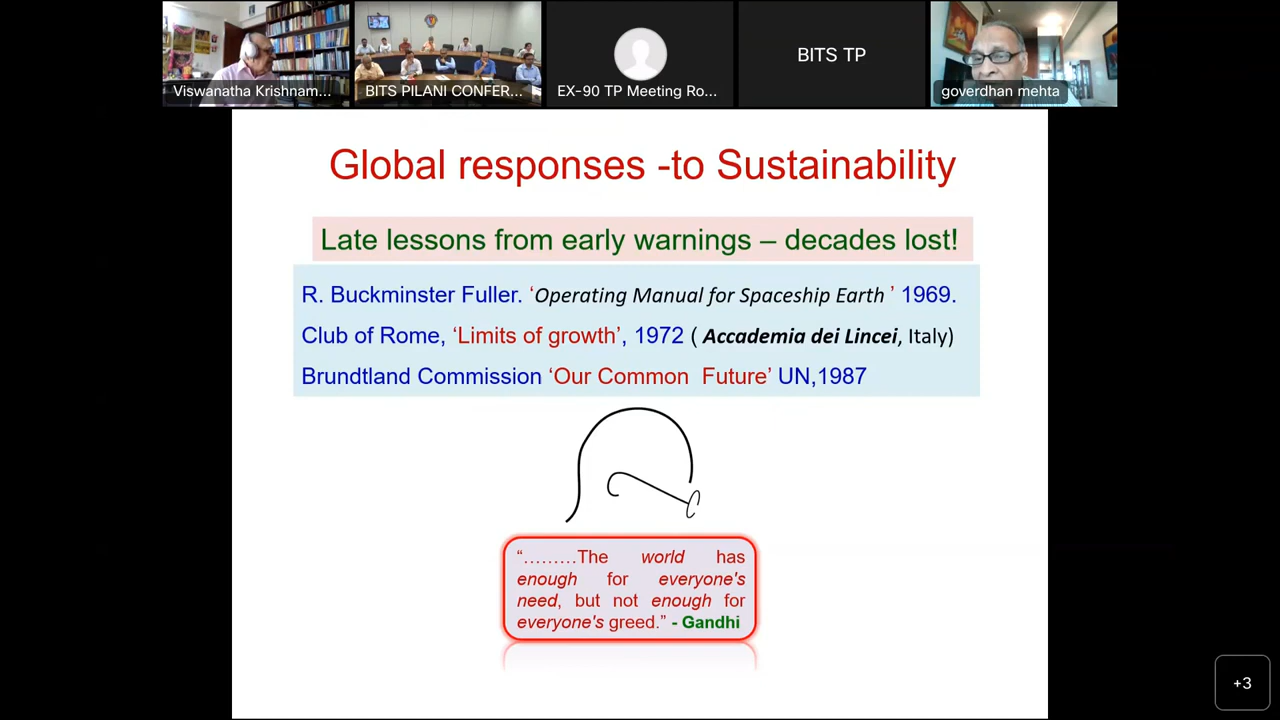 Viswanatha Krishnam...
BITS PILANI CONFER...
EX-90 TP Meeting Ro...
BITS TP
goverdhan mehta
Global responses -to Sustainability
Late lessons from early warnings – decades lost!
R. Buckminster Fuller. ‘Operating Manual for Spaceship Earth ’ 1969.
Club of Rome, ‘Limits of growth’, 1972 ( Accademia dei Lincei, Italy)
Brundtland Commission ‘Our Common Future’ UN,1987
“………The world has
enough for everyone's
need, but not enough for
everyone's greed.” - Gandhi
+3